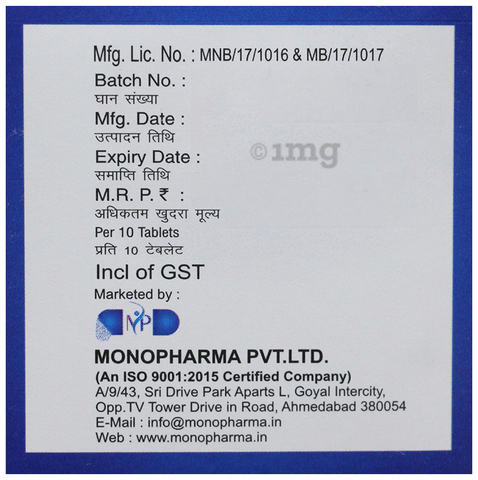 Mfg. Lic. No. : MNB/17/1016 & MB/17/1017
Batch No. :
घान संख्या
Mfg. Date :
उत्पादन तिथि
Expiry Date :
समाप्ति तिथि
©1mg
M. R. P. ₹ :
अधिकतम खुदरा मूल्य
Per 10 Tablets
प्रति 10 टेबलेट
Incl of GST
Marketed by :
MP
MONOPHARMA PVT.LTD.
(An ISO 9001:2015 Certified Company)
A/9/43, Sri Drive Park Aparts L, Goyal Intercity,
Opp.TV Tower Drive in Road, Ahmedabad 380054
E-Mail : info@monopharma.in
Web : www.monopharma.in